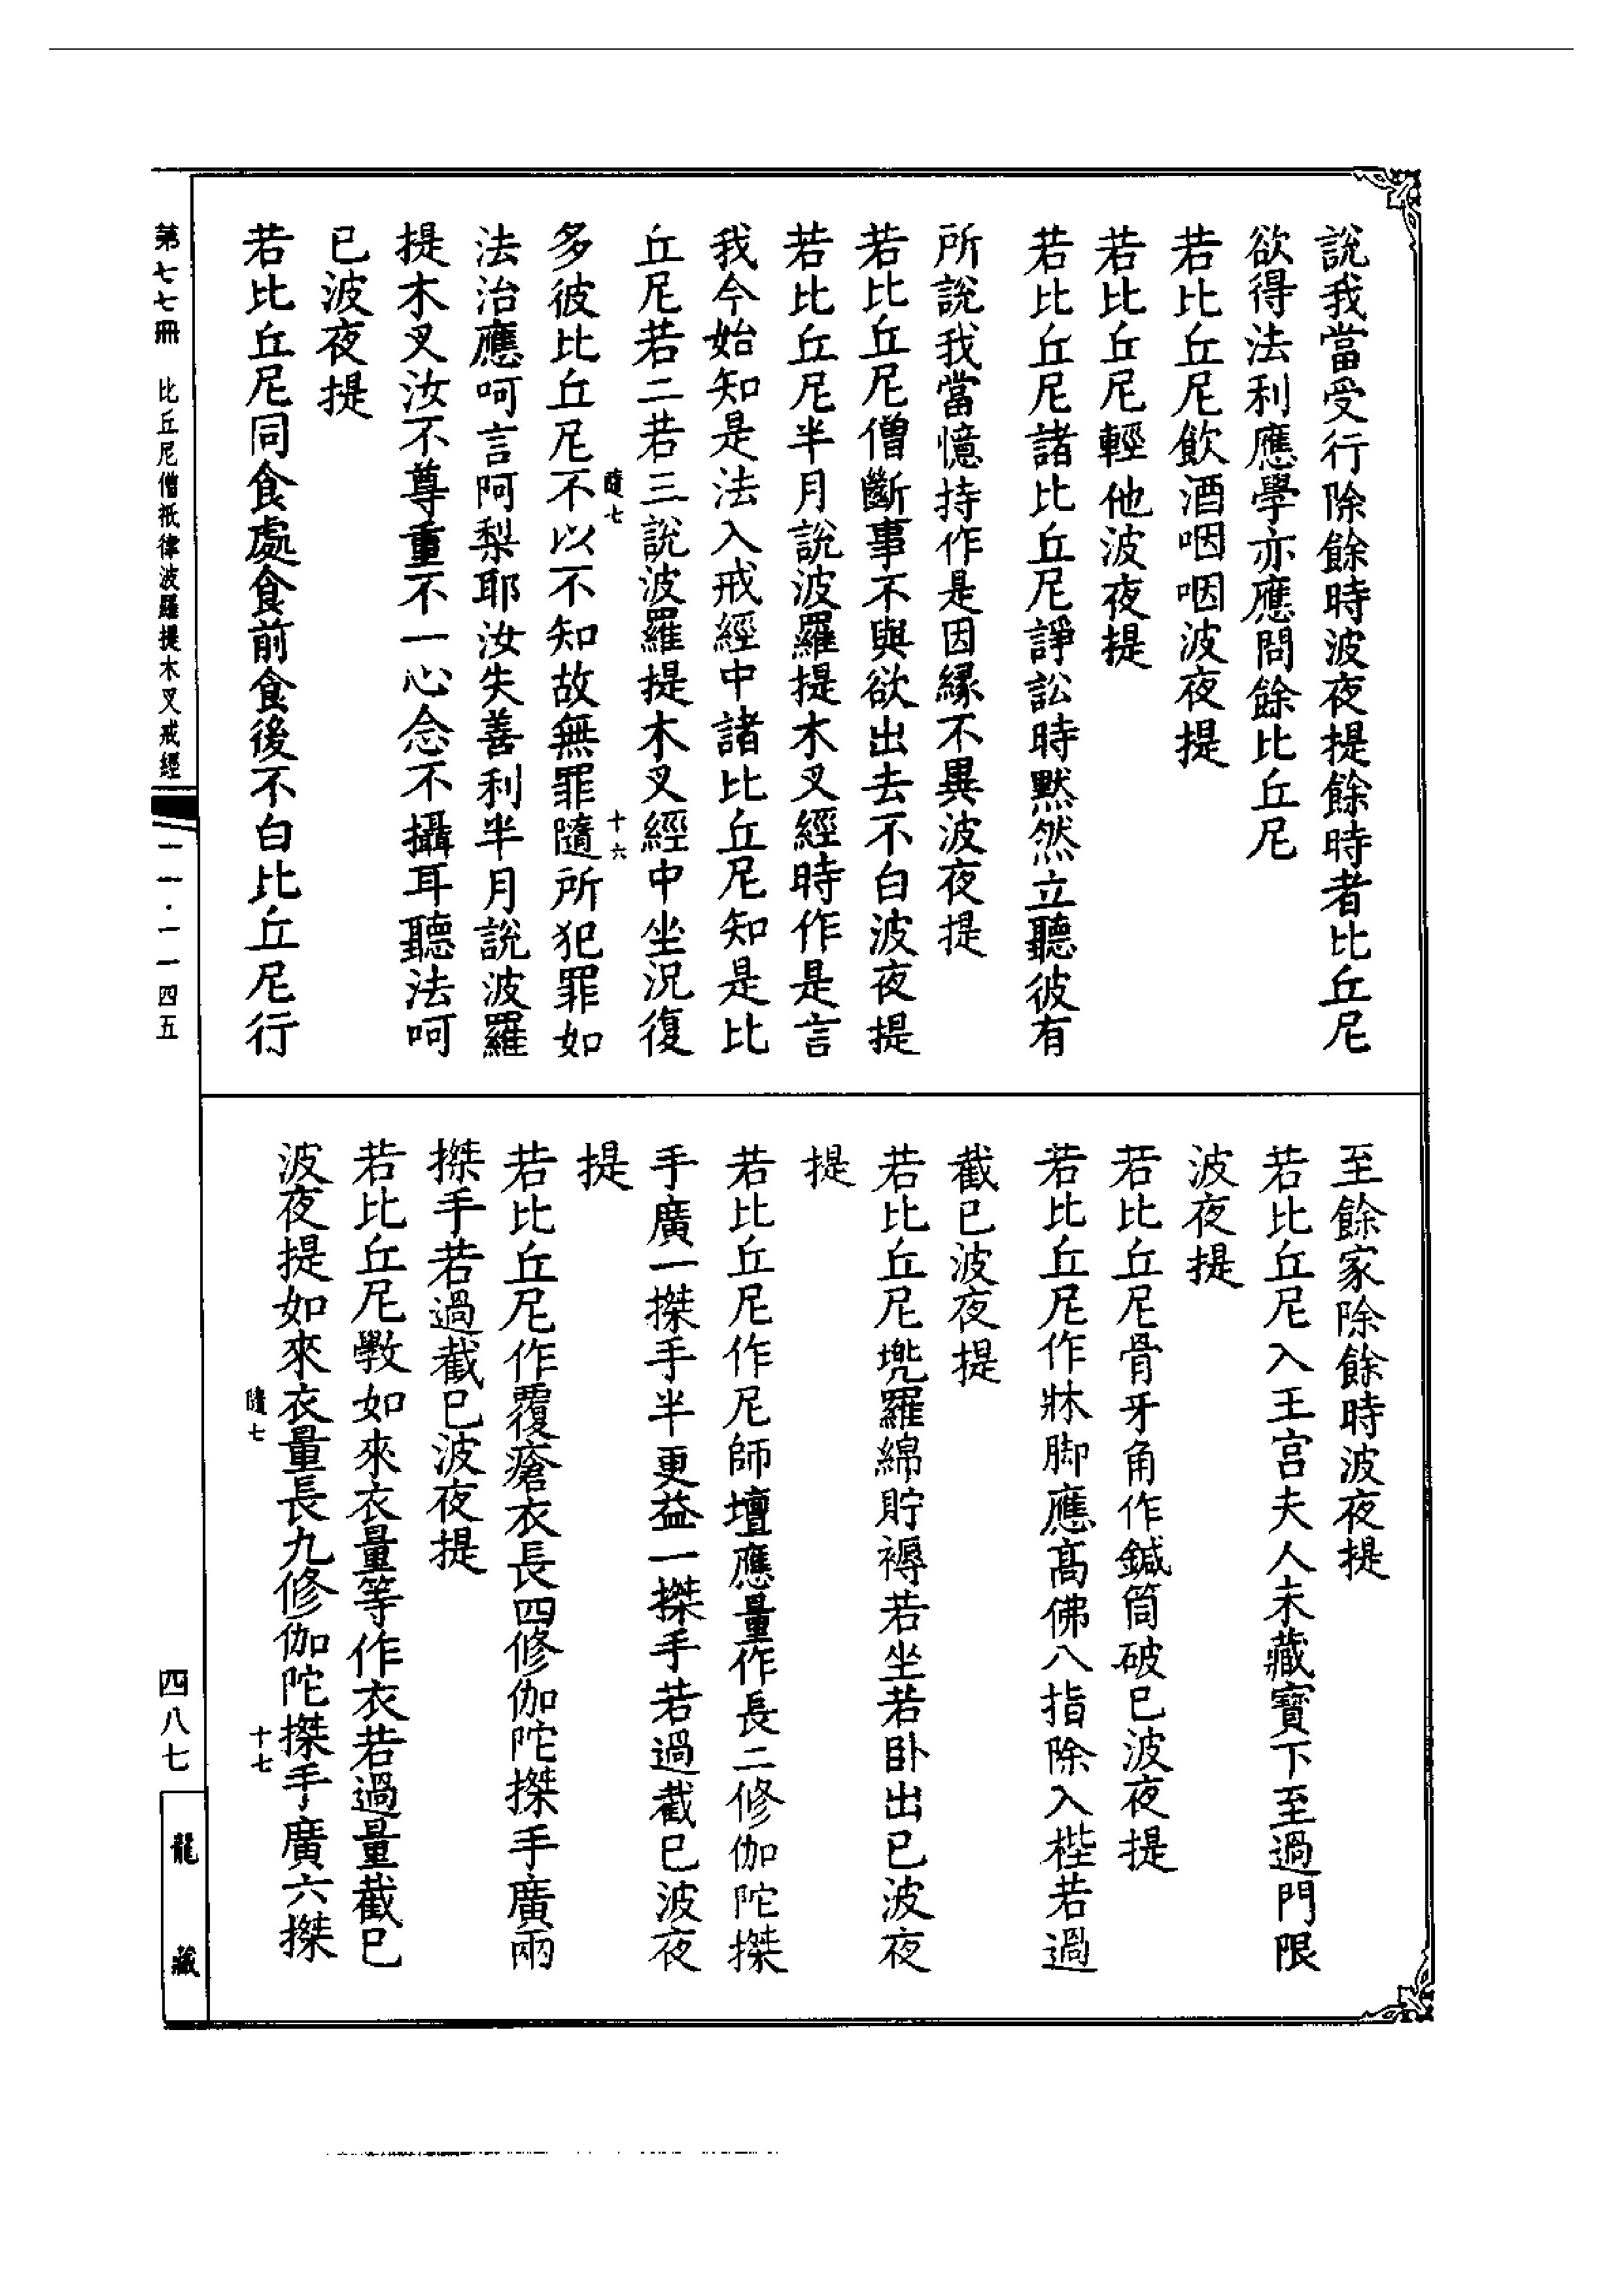 說我當受行除餘時波夜提餘時者比丘尼
欲得法利應學亦應問餘比丘尼
若比丘尼飲酒咽咽波夜提
若比丘尼輕他波夜提
若比丘尼諸比丘尼諍訟時默然立聽彼有
所說我當憶持作是因緣不異波夜提
若比丘尼僧斷事不與欲出去不白波夜提
若比丘尼半月說波羅提木叉經時作是言
我今始知是法入戒經中諸比丘尼知是比
丘尼若二若三說波羅提木叉經中坐況復
隨七
十六
多彼比丘尼不以不知故無罪隨所犯罪如
法治應呵言阿梨耶汝失善利半月說波羅
提木叉汝不尊重不一心念不攝耳聽法呵
已波夜提
若比丘尼同食處食前食後不白比丘尼行
至餘家除餘時波夜提
若比丘尼入王宮夫人未藏寶下至過門限
波夜提
若比丘尼骨牙角作鍼筒破已波夜提
若比丘尼作牀脚應高佛八指除入梐若過
截已波夜提
若比丘尼兠羅綿貯褥若坐若卧出已波夜
提
若比丘尼作尼師壇應量作長二修伽陀搩
手廣一搩手半更益一搩手若過截已波夜
提
若比丘尼作覆瘡衣長四修伽陀搩手廣兩
搩手若過截已波夜提
若比丘尼斆如來衣量等作衣若過量截已
波夜提如來衣量長九修伽陀搩手廣六搩
隨七
十七
第七七冊 比丘尼僧祇律波羅提木叉戒經
一一·一一四五
四八七
龍藏